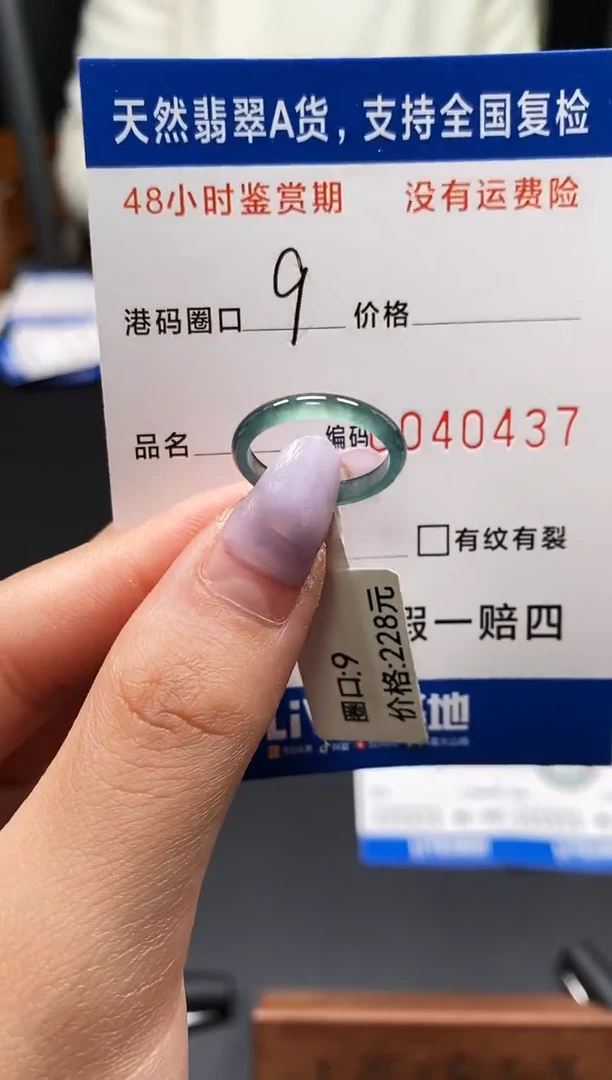 天然翡翠A货，支持全国复检
48小时鉴赏期 没有运费险
港码圈口 9 价格
品名 编码 0040437
□有纹有裂
假一赔四
圈口:9
价格:228元